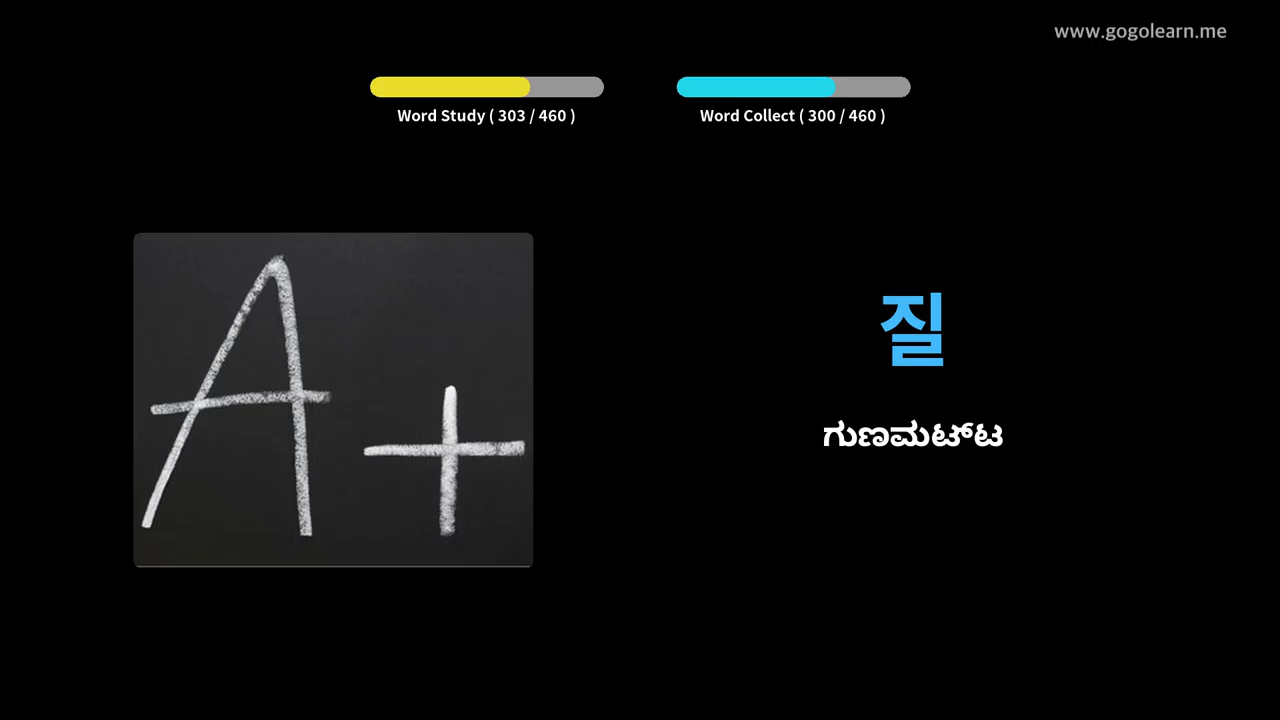 www.gogolearn.me
Word Study ( 303 / 460 )
Word Collect ( 300 / 460 )
A+
질
ಗುಣಮಟ್ಟ